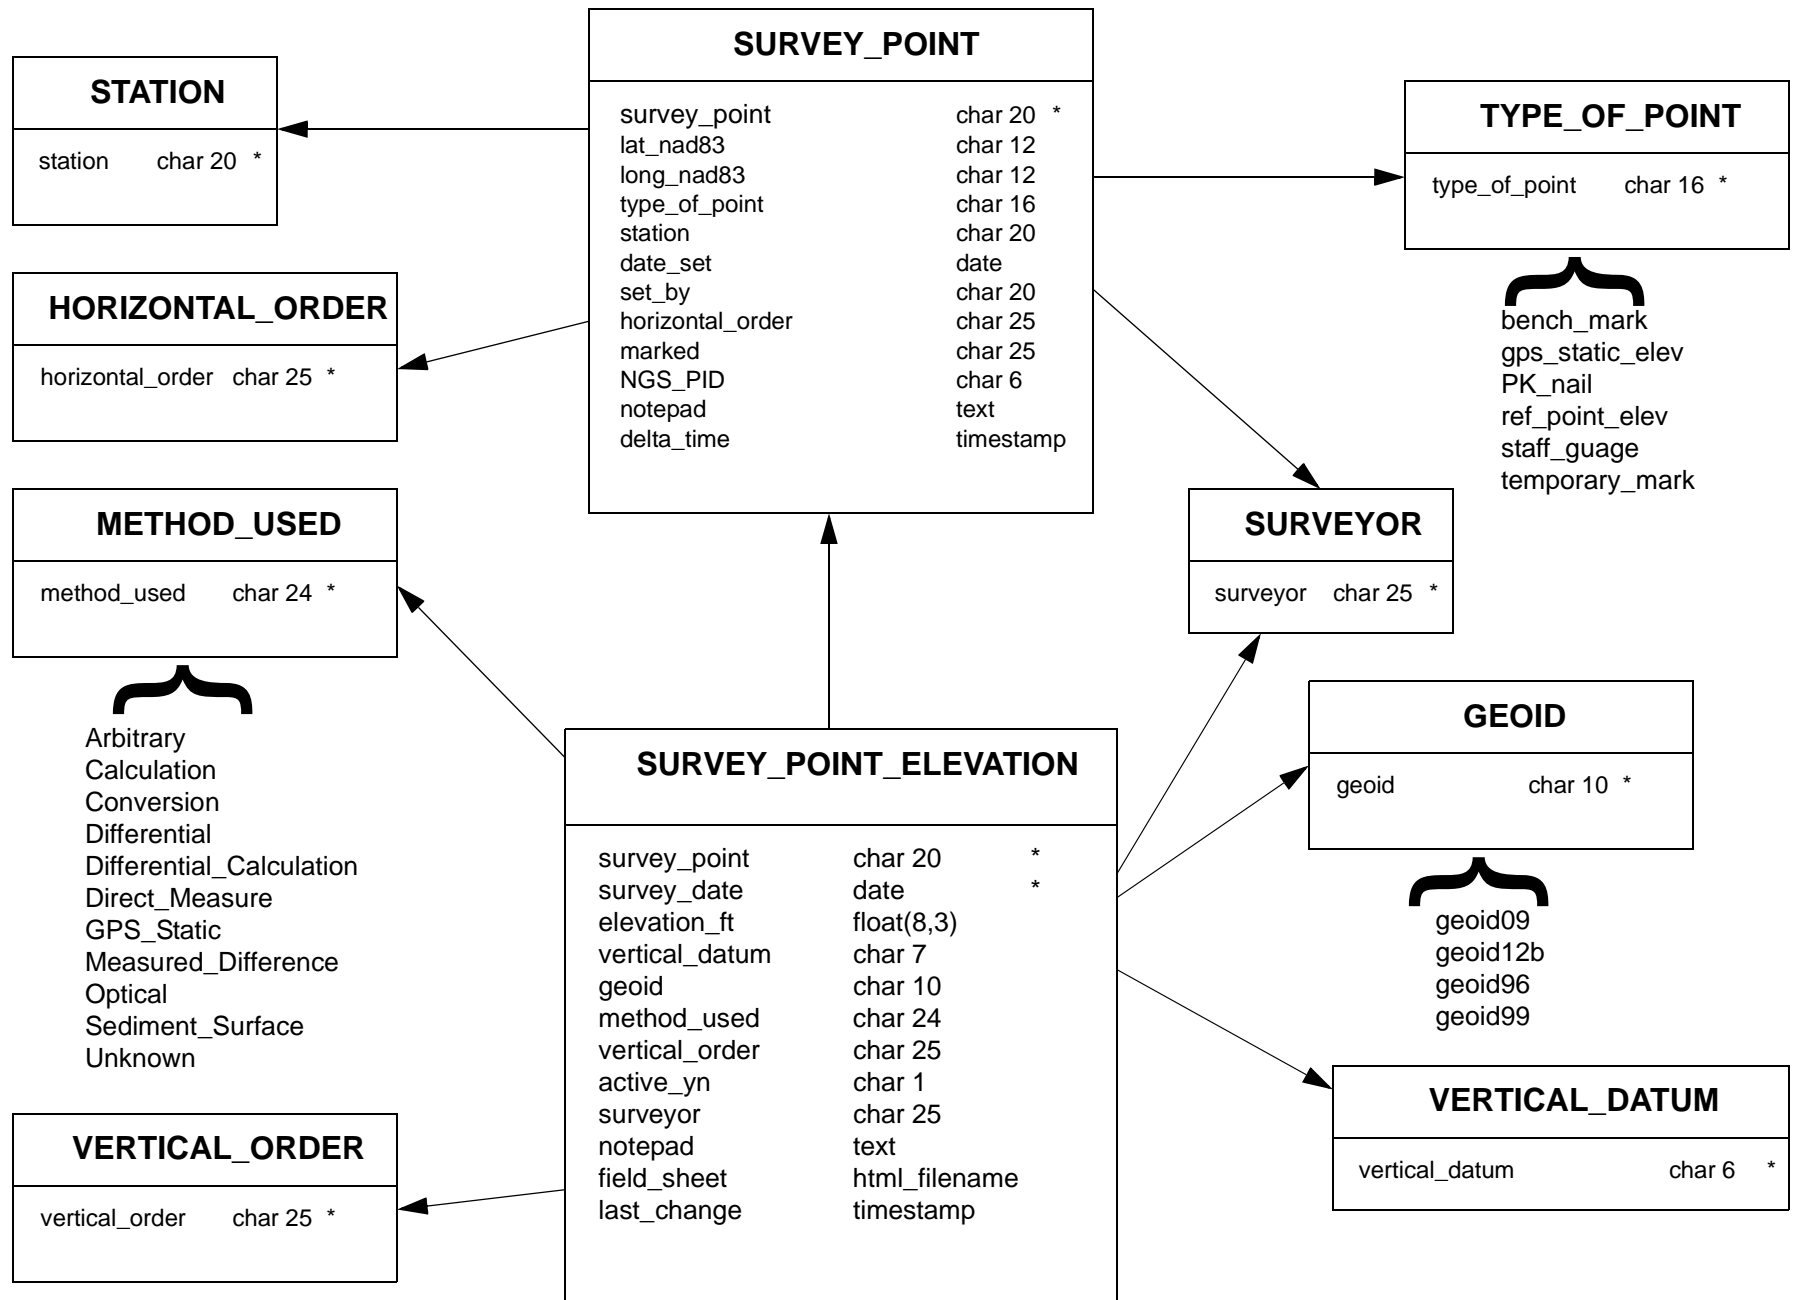 SURVEY_POINT
survey_point char 20 *
lat_nad83 char 12
long_nad83 char 12
type_of_point char 16
station char 20
date_set date
set_by char 20
horizontal_order char 25
marked char 25
NGS_PID char 6
notepad text
delta_time timestamp
STATION
station char 20 *
HORIZONTAL_ORDER
horizontal_order char 25 *
TYPE_OF_POINT
type_of_point char 16 *
bench_mark
gps_static_elev
PK_nail
ref_point_elev
staff_guage
temporary_mark
METHOD_USED
method_used char 24 *
Arbitrary
Calculation
Conversion
Differential
Differential_Calculation
Direct_Measure
GPS_Static
Measured_Difference
Optical
Sediment_Surface
Unknown
SURVEYOR
surveyor char 25 *
SURVEY_POINT_ELEVATION
survey_point char 20 *
survey_date date *
elevation_ft float(8,3)
vertical_datum char 7
geoid char 10
method_used char 24
vertical_order char 25
active_yn char 1
surveyor char 25
notepad text
field_sheet html_filename
last_change timestamp
GEOID
geoid char 10 *
geoid09
geoid12b
geoid96
geoid99
VERTICAL_DATUM
vertical_datum char 6 *
VERTICAL_ORDER
vertical_order char 25 *